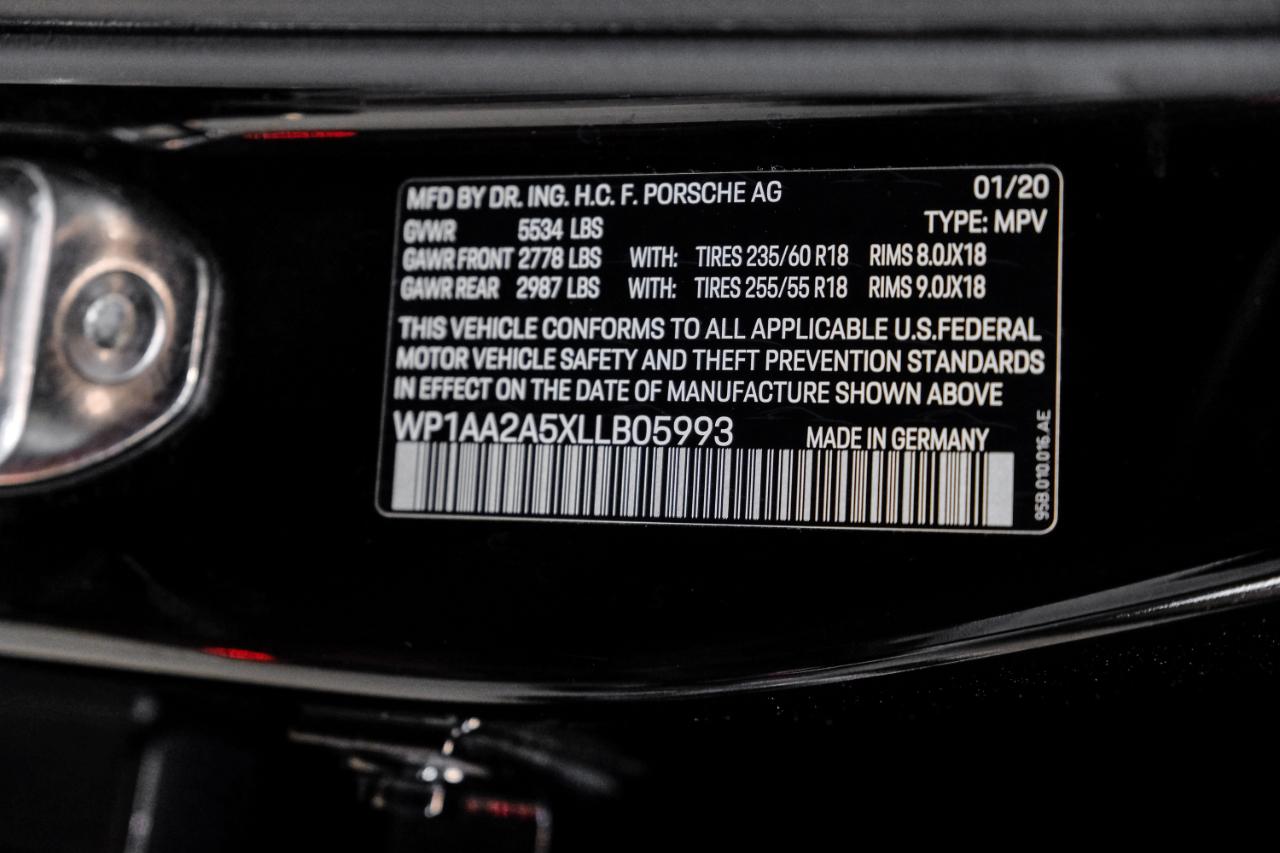 MFD BY DR. ING. H.C. F. PORSCHE AG 01/20
TYPE: MPV
GVWR 5534 LBS
GAWR FRONT 2778 LBS WITH: TIRES 235/60 R18 RIMS 8.0JX18
GAWR REAR 2987 LBS WITH: TIRES 255/55 R18 RIMS 9.0JX18
THIS VEHICLE CONFORMS TO ALL APPLICABLE U.S.FEDERAL
MOTOR VEHICLE SAFETY AND THEFT PREVENTION STANDARDS
IN EFFECT ON THE DATE OF MANUFACTURE SHOWN ABOVE
WP1AA2A5XLLB05993 MADE IN GERMANY
95B.010.016.AE